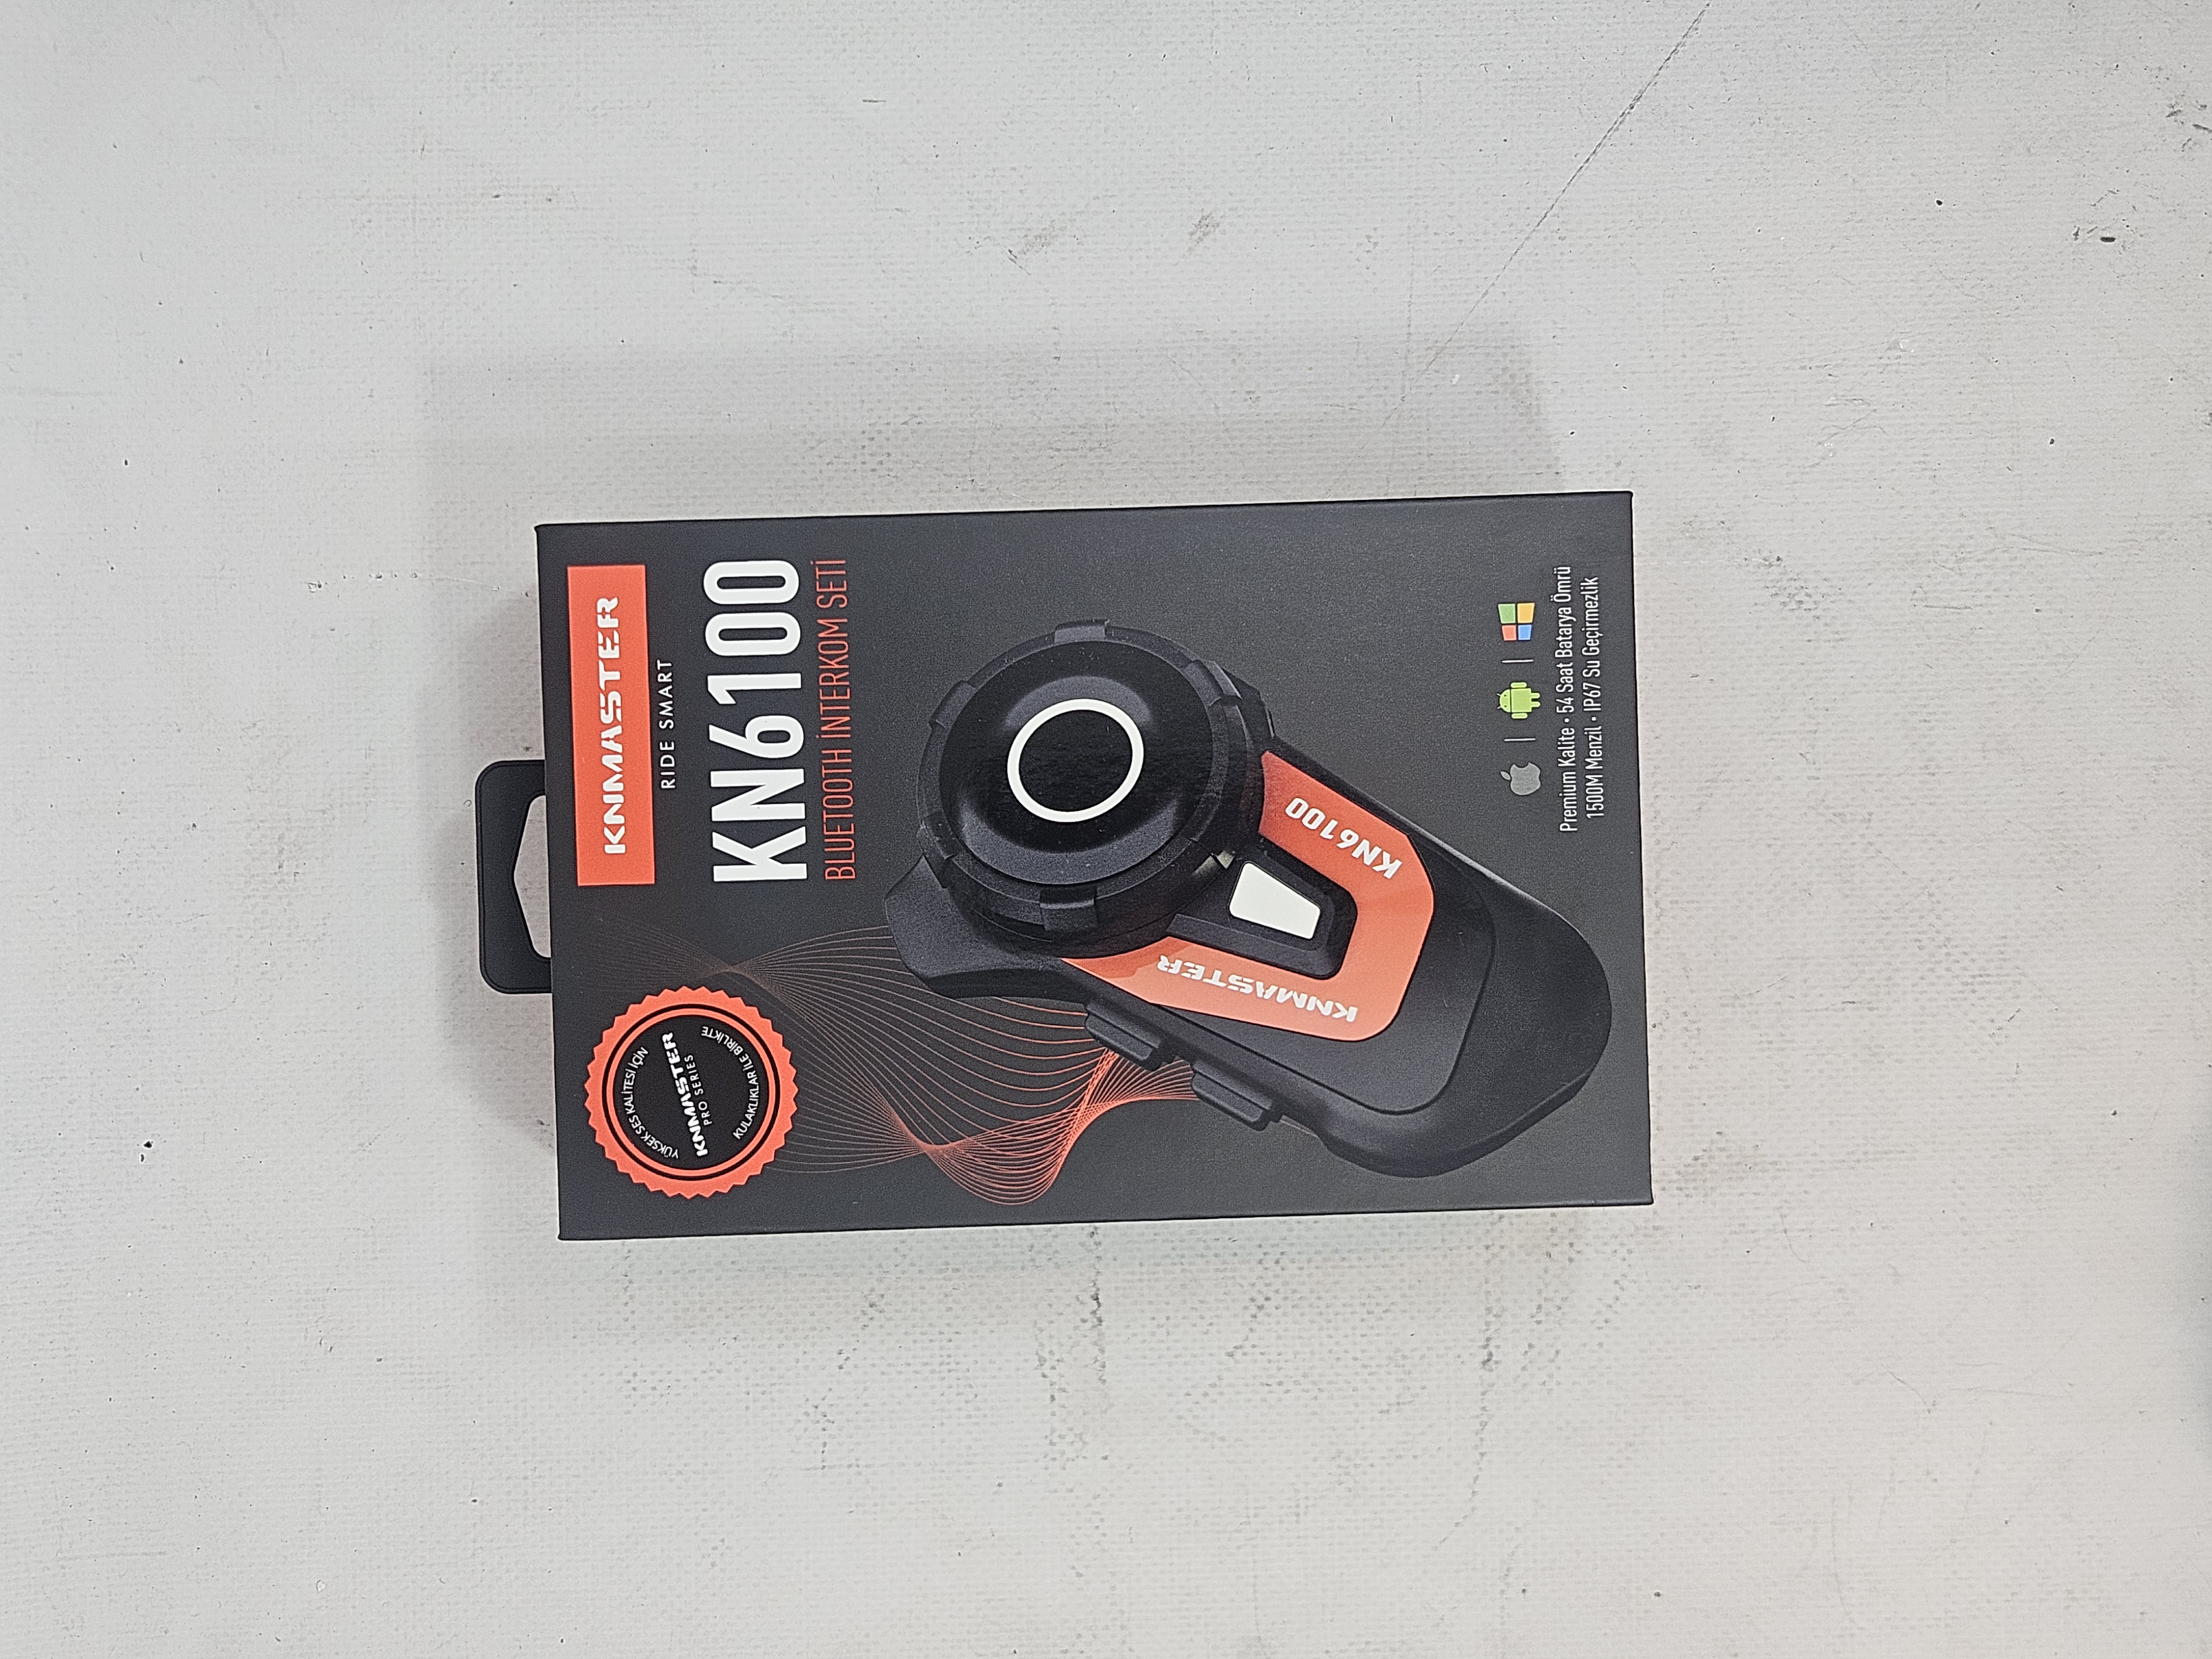 YÜKSEK SES KALİTESİ İÇİN
KNMASTER
PRO SERIES
KULAKLIKLAR İLE BİRLİKTE
KNMASTER
RIDE SMART
KN6100
BLUETOOTH İNTERKOM SETİ
KNMASTER
KN6100
Premium Kalite • 54 Saat Batarya Ömrü
1500M Menzil • IP67 Su Geçirmezlik